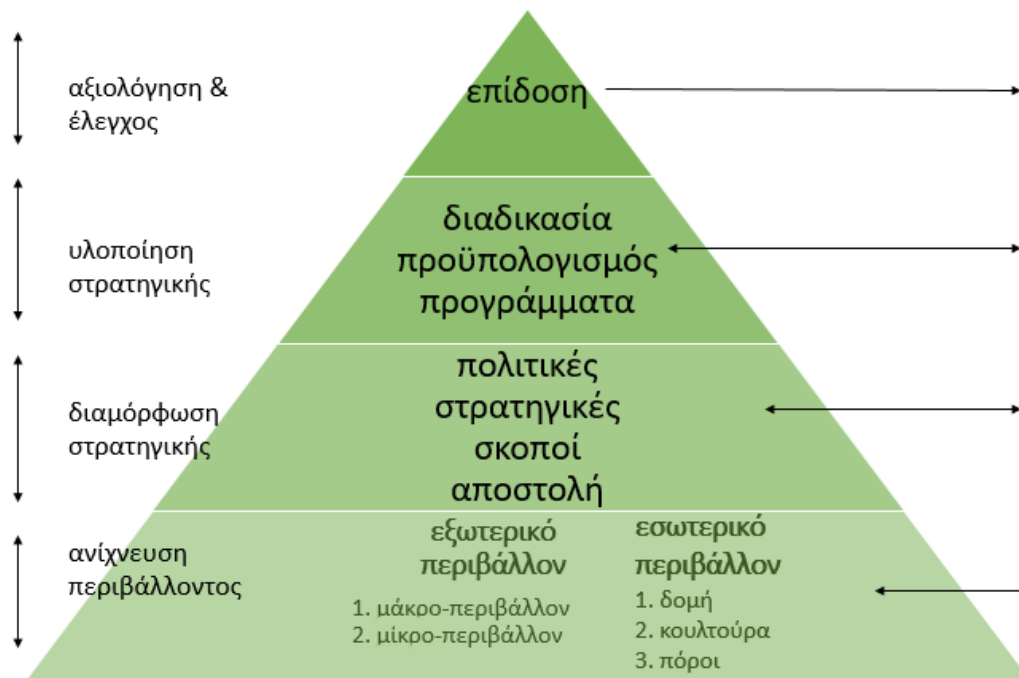 αξιολόγηση &
έλεγχος
επίδοση
υλοποίηση
στρατηγικής
διαδικασία
προϋπολογισμός
προγράμματα
διαμόρφωση
στρατηγικής
πολιτικές
στρατηγικές
σκοποί
αποστολή
ανίχνευση
περιβάλλοντος
εξωτερικό
περιβάλλον
1. μάκρο-περιβάλλον
2. μίκρο-περιβάλλον
εσωτερικό
περιβάλλον
1. δομή
2. κουλτούρα
3. πόροι